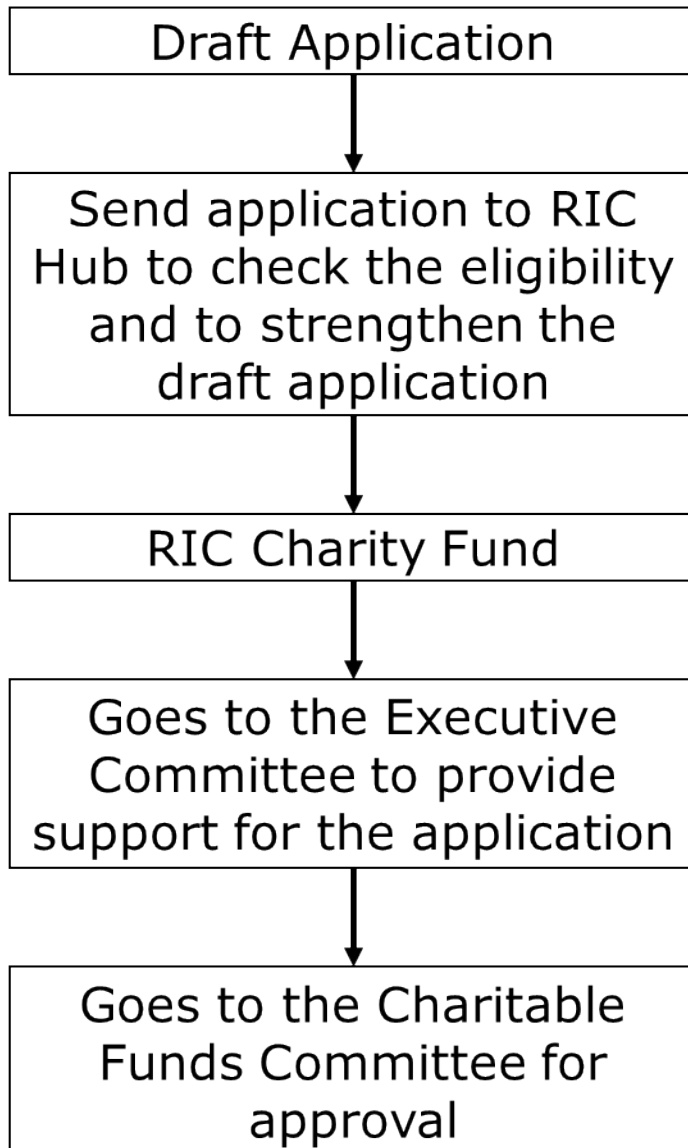 Draft Application
Send application to RIC
Hub to check the eligibility
and to strengthen the
draft application
RIC Charity Fund
Goes to the Executive
Committee to provide
support for the application
Goes to the Charitable
Funds Committee for
approval